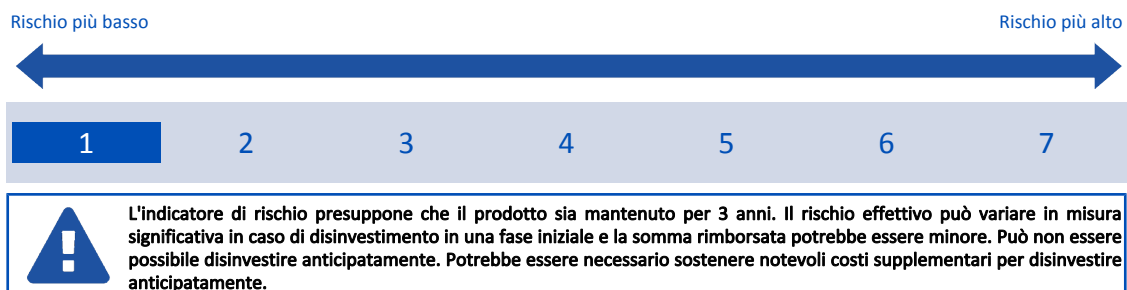 Rischio più basso Rischio più alto
1 2 3 4 5 6 7
L'indicatore di rischio presuppone che il prodotto sia mantenuto per 3 anni. Il rischio effettivo può variare in misura
significativa in caso di disinvestimento in una fase iniziale e la somma rimborsata potrebbe essere minore. Può non essere
possibile disinvestire anticipatamente. Potrebbe essere necessario sostenere notevoli costi supplementari per disinvestire
anticipatamente.